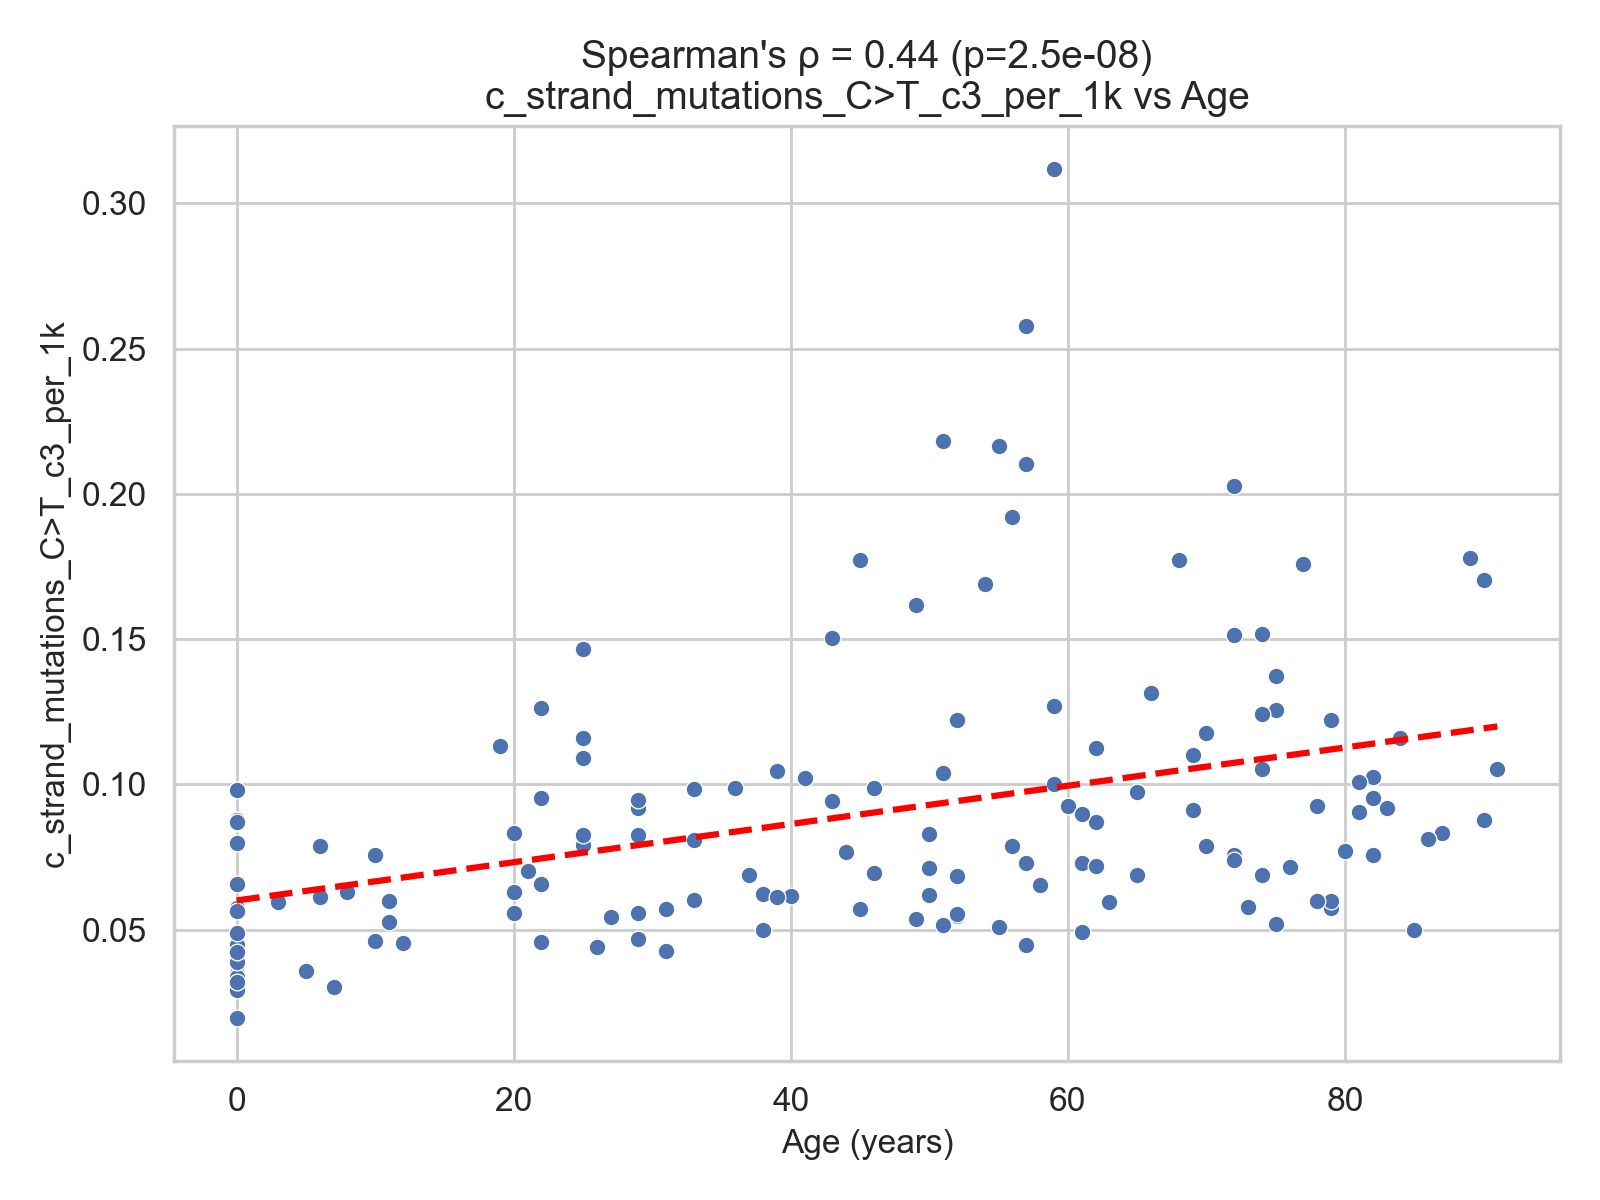 Spearman's ρ = 0.44 (p=2.5e-08)
c_strand_mutations_C>T_c3_per_1k vs Age
c_strand_mutations_C>T_c3_per_1k
0.30
0.25
0.20
0.15
0.10
0.05
0
20
40
60
80
Age (years)